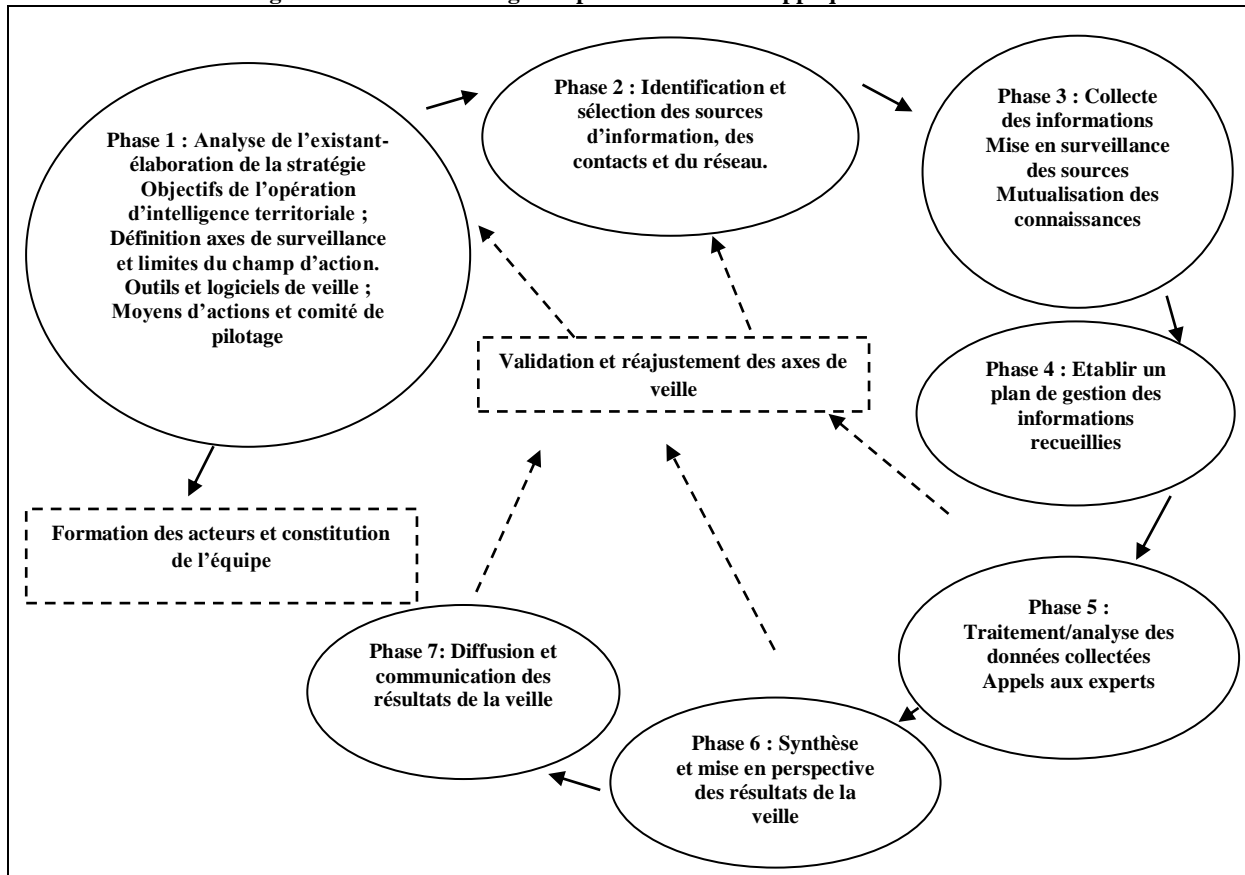 Phase 1 : Analyse de l’existant-
élaboration de la stratégie
Objectifs de l’opération
d’intelligence territoriale ;
Définition axes de surveillance
et limites du champ d’action.
Outils et logiciels de veille ;
Moyens d’actions et comité de
pilotage
Phase 2 : Identification et
sélection des sources
d’information, des
contacts et du réseau.
Phase 3 : Collecte
des informations
Mise en surveillance
des sources
Mutualisation des
connaissances
Phase 4 : Etablir un
plan de gestion des
informations
recueillies
Validation et réajustement des axes de
veille
Formation des acteurs et constitution
de l’équipe
Phase 5 :
Traitement/analyse des
données collectées
Appels aux experts
Phase 6 : Synthèse
et mise en perspective
des résultats de la
veille
Phase 7: Diffusion et
communication des
résultats de la veille